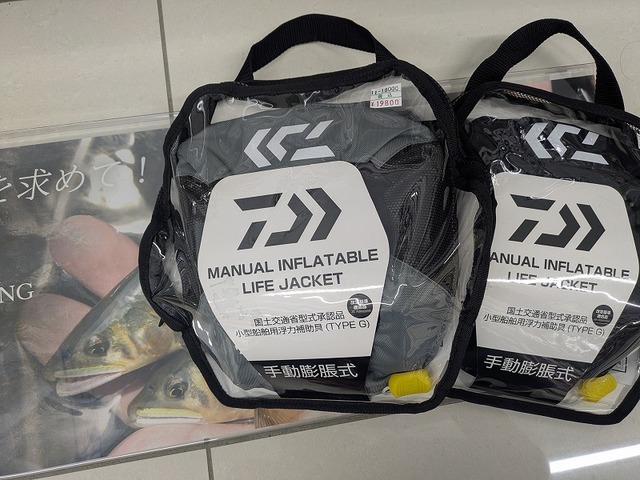 を求めて!
NG
¥19800
MANUAL INFLATABLE
LIFE JACKET
国土交通省型式承認品
小型船舶用浮力補助具(TYPE G)
手動膨脹式
MANUAL INFLATABLE
LIFE JACKET
国土交通省型式承認品
小型船舶用浮力補助具(TYPE G)
手動膨脹式